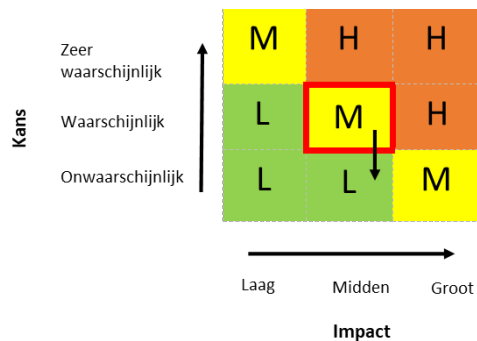 Kans
Zeer
waarschijnlijk
M H H
Waarschijnlijk
L M H
Onwaarschijnlijk
L L M
Laag Midden Groot
Impact